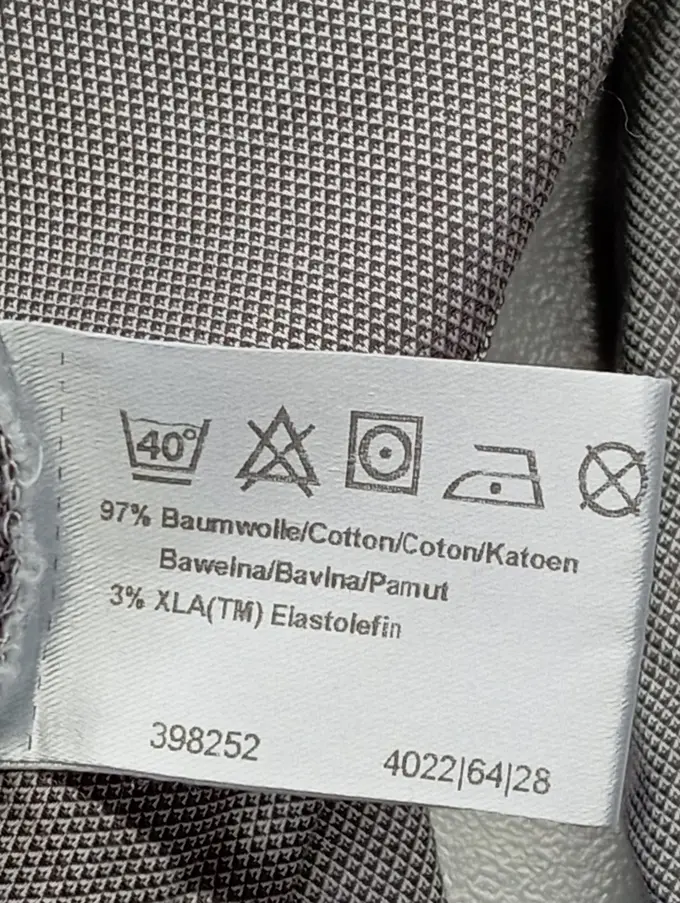 40°
97% Baumwolle/Cotton/Coton/Katoen
Bawelna/Bavlna/Pamut
3% XLA(TM) Elastolefin
398252
4022|64|28